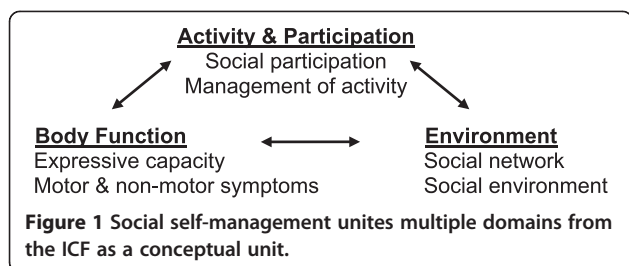 Activity & Participation
Social participation
Management of activity
Body Function
Expressive capacity
Motor & non-motor symptoms
Environment
Social network
Social environment
Figure 1 Social self-management unites multiple domains from
the ICF as a conceptual unit.